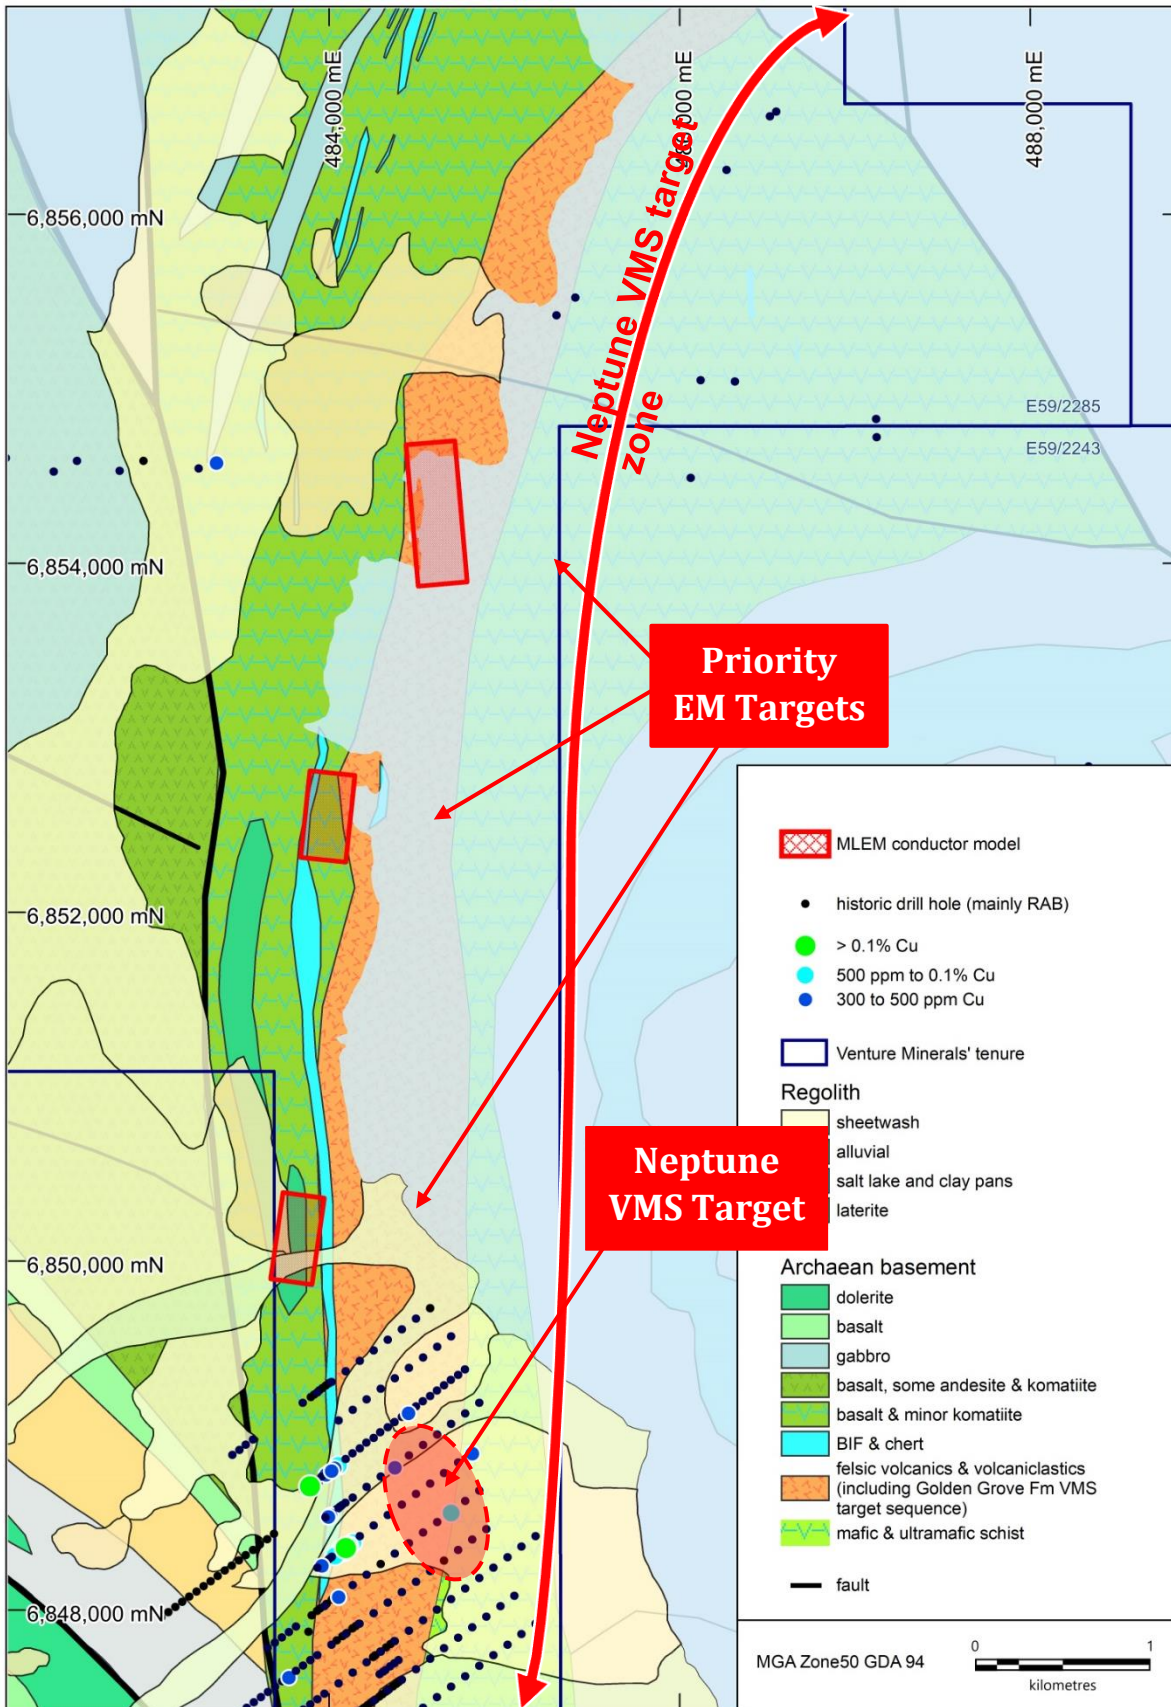 484,000 mE
486,000 mE
488,000 mE
6,856,000 mN
Neptune VMS target
zone
E59/2285
E59/2243
6,854,000 mN
Priority
EM Targets
6,852,000 mN
MLEM conductor model
historic drill hole (mainly RAB)
> 0.1% Cu
500 ppm to 0.1% Cu
300 to 500 ppm Cu
Venture Minerals' tenure
Regolith
sheetwash
alluvial
salt lake and clay pans
laterite
Neptune
VMS Target
6,850,000 mN
Archaean basement
dolerite
basalt
gabbro
basalt, some andesite & komatiite
basalt & minor komatiite
BIF & chert
felsic volcanics & volcaniclastics
(including Golden Grove Fm VMS
target sequence)
mafic & ultramafic schist
fault
6,848,000 mN
MGA Zone50 GDA 94
0 1
kilometres